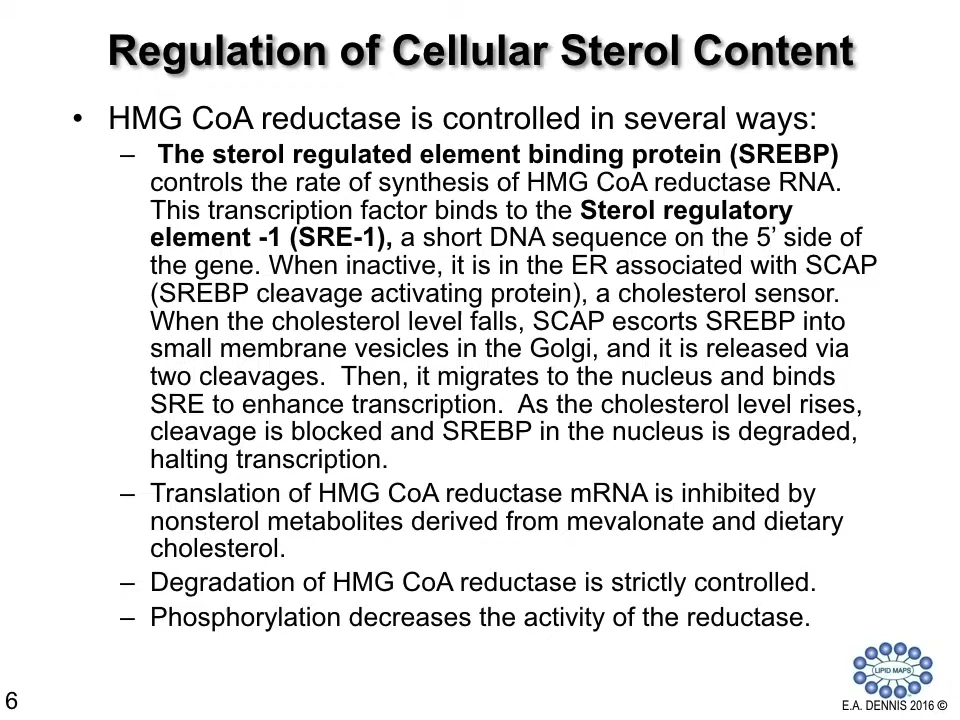 Regulation of Cellular Sterol Content
• HMG CoA reductase is controlled in several ways:
– The sterol regulated element binding protein (SREBP)
controls the rate of synthesis of HMG CoA reductase RNA.
This transcription factor binds to the Sterol regulatory
element -1 (SRE-1), a short DNA sequence on the 5’ side of
the gene. When inactive, it is in the ER associated with SCAP
(SREBP cleavage activating protein), a cholesterol sensor.
When the cholesterol level falls, SCAP escorts SREBP into
small membrane vesicles in the Golgi, and it is released via
two cleavages.  Then, it migrates to the nucleus and binds
SRE to enhance transcription.  As the cholesterol level rises,
cleavage is blocked and SREBP in the nucleus is degraded,
halting transcription.
– Translation of HMG CoA reductase mRNA is inhibited by
nonsterol metabolites derived from mevalonate and dietary
cholesterol.
– Degradation of HMG CoA reductase is strictly controlled.
– Phosphorylation decreases the activity of the reductase.
LIPID MAPS
6
E.A. DENNIS 2016 ©